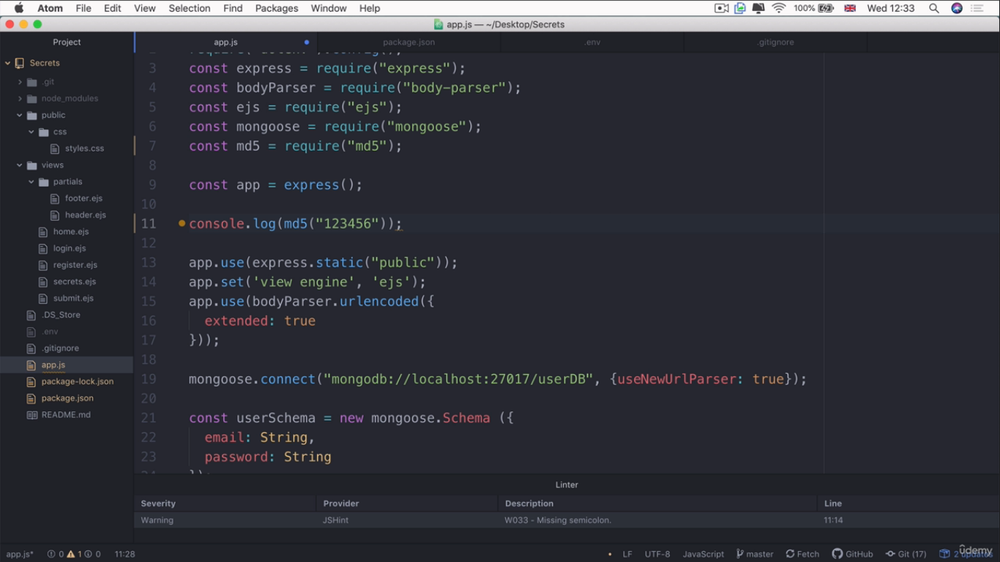 Atom File Edit View Selection Find Packages Window Help 100% Wed 12:33
app.js — ~/Desktop/Secrets
Project
app.js package.json .env .gitignore
Secrets
.git
node_modules
public
css
styles.css
views
partials
footer.ejs
header.ejs
home.ejs
login.ejs
register.ejs
secrets.ejs
submit.ejs
.DS_Store
.env
.gitignore
app.js
package-lock.json
package.json
README.md
3 const express = require("express");
4 const bodyParser = require("body-parser");
5 const ejs = require("ejs");
6 const mongoose = require("mongoose");
7 const md5 = require("md5");
8
9 const app = express();
10
11 console.log(md5("123456"));
12
13 app.use(express.static("public"));
14 app.set('view engine', 'ejs');
15 app.use(bodyParser.urlencoded({
16 extended: true
17 }));
18
19 mongoose.connect("mongodb://localhost:27017/userDB", {useNewUrlParser: true});
20
21 const userSchema = new mongoose.Schema ({
22 email: String,
23 password: String
Linter
Severity Provider Description Line
Warning JSHint W033 - Missing semicolon. 11:14
app.js* 0 1 0 11:28 LF UTF-8 JavaScript master Fetch GitHub Git (17) 2 updates
udemy